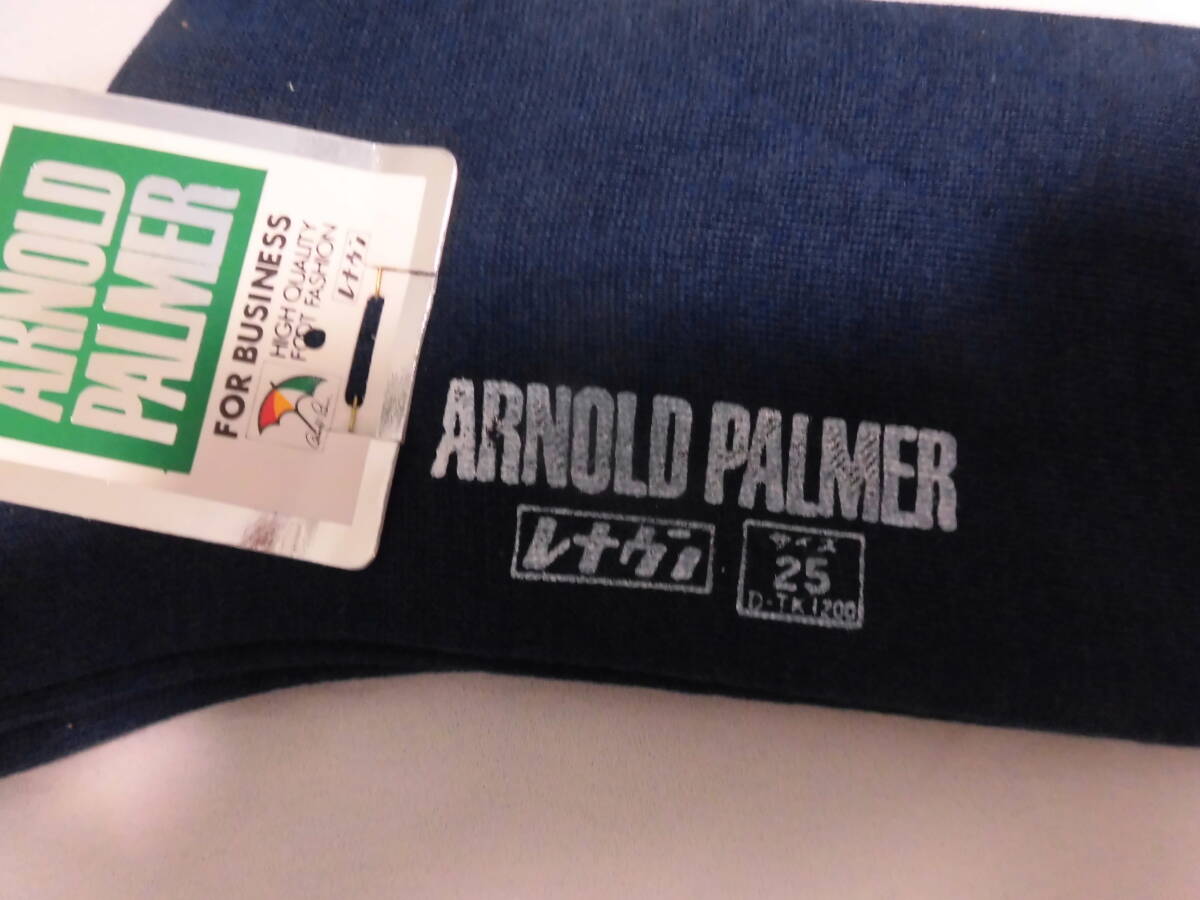 ARNOLD
PALMER
FOR BUSINESS
HIGH QUALITY
FOOT FASHION
レナウン
ARNOLD PALMER
レナウン
サイズ
25
D-TK1200